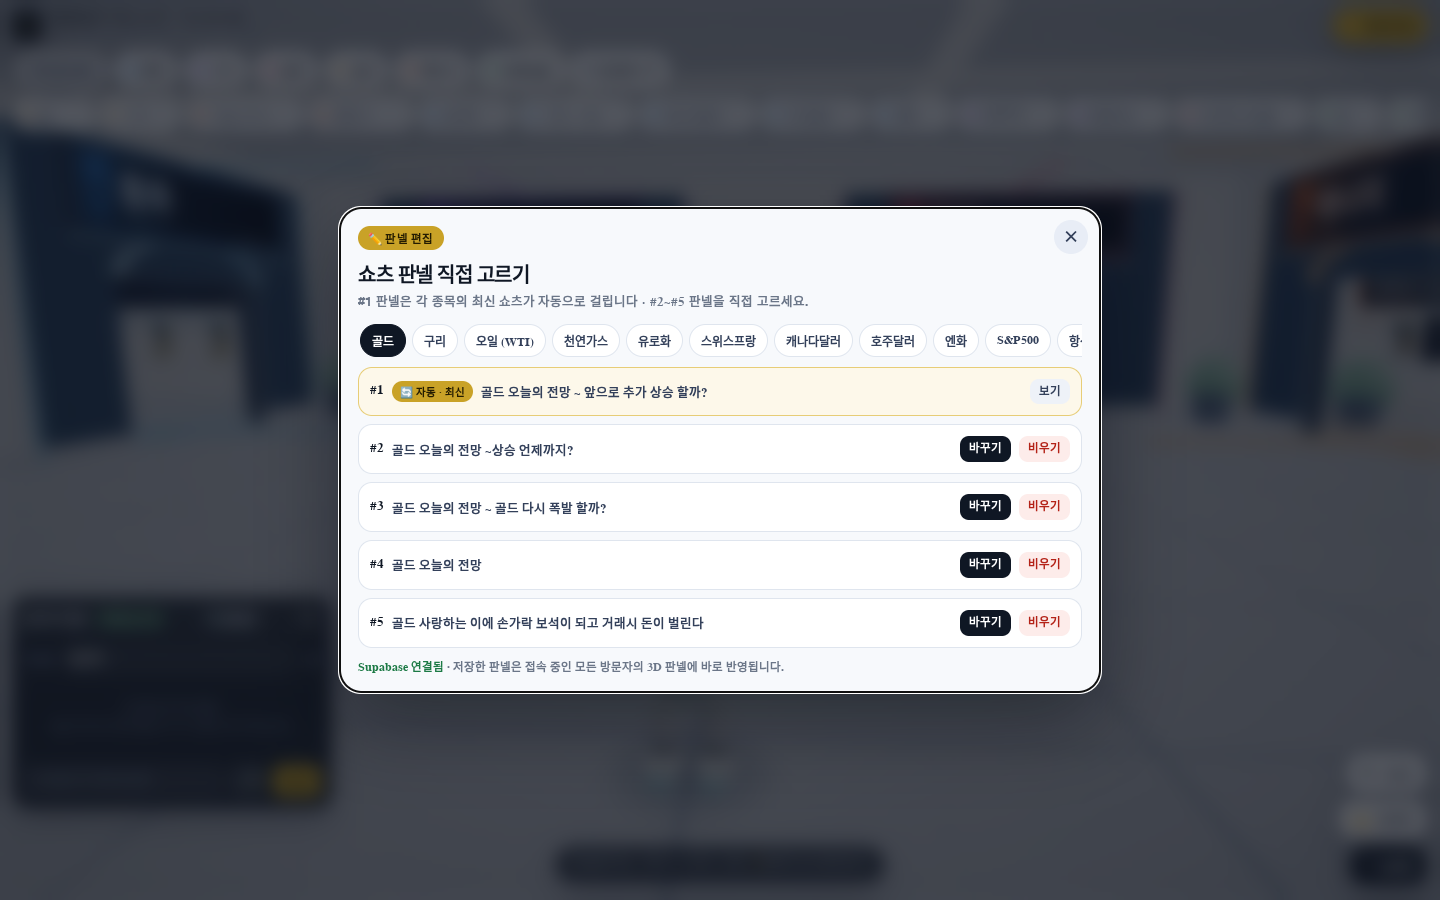 ✏️ 판넬 편집
쇼츠 판넬 직접 고르기
#1 판넬은 각 종목의 최신 쇼츠가 자동으로 걸립니다 · #2~#5 판넬을 직접 고르세요.
골드 구리 오일 (WTI) 천연가스 유로화 스위스프랑 캐나다달러 호주달러 엔화 S&P500
#1 🔄 자동 · 최신 골드 오늘의 전망 ~ 앞으로 추가 상승 할까? 보기
#2 골드 오늘의 전망 ~상승 언제까지? 바꾸기 비우기
#3 골드 오늘의 전망 ~ 골드 다시 폭발 할까? 바꾸기 비우기
#4 골드 오늘의 전망 바꾸기 비우기
#5 골드 사랑하는 이에 손가락 보석이 되고 거래시 돈이 벌린다 바꾸기 비우기
Supabase 연결됨 · 저장한 판넬은 접속 중인 모든 방문자의 3D 판넬에 바로 반영됩니다.